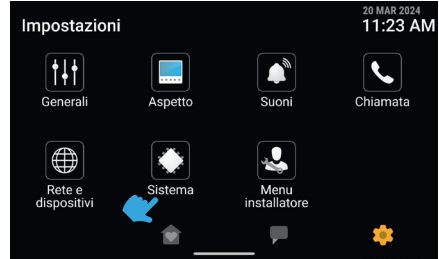 20 MAR 2024
Impostazioni
11:23 AM
Generali
Aspetto
Suoni
Chiamata
Rete e
dispositivi
Sistema
Menu
installatore